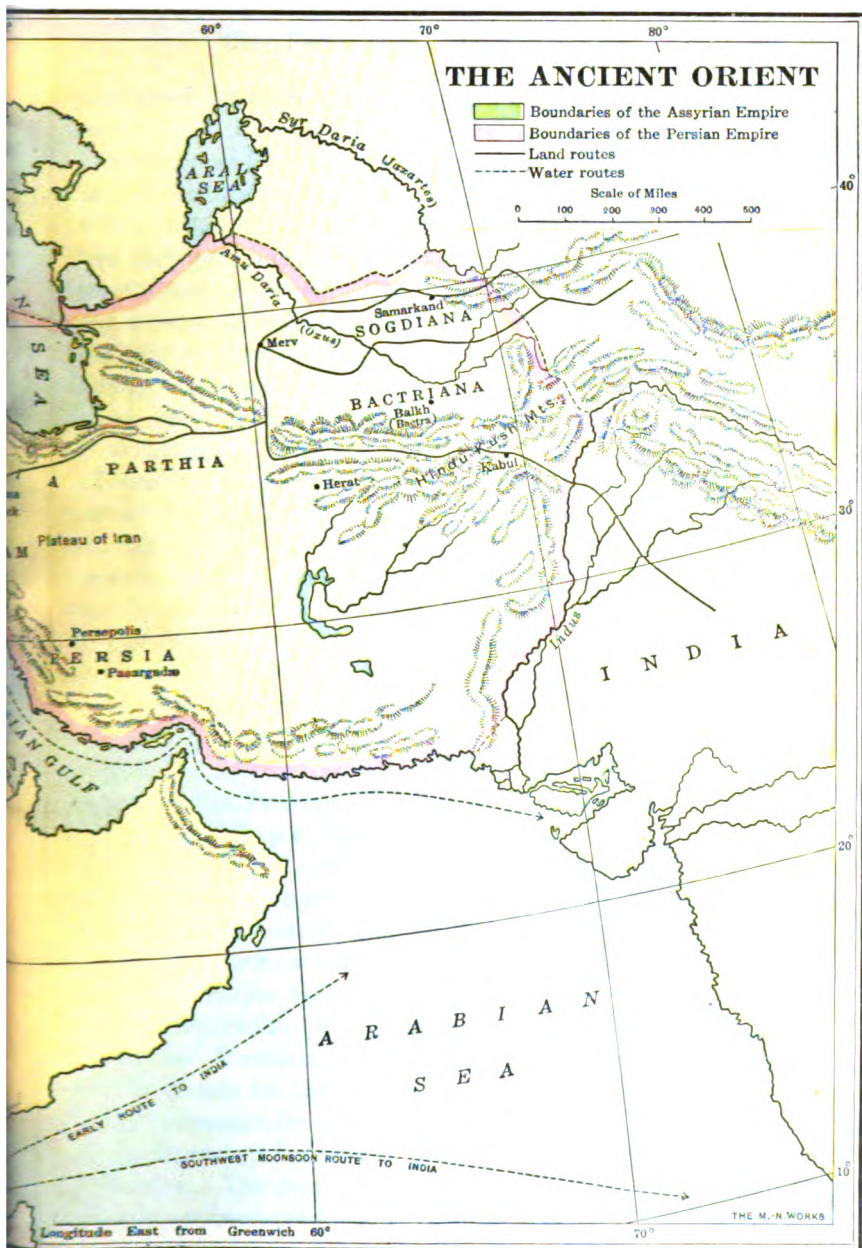 60° 70° 80°
THE ANCIENT ORIENT
Boundaries of the Assyrian Empire
Boundaries of the Persian Empire
Land routes
Water routes
Scale of Miles
0 100 200 300 400 500
Syr Daria
(Jaxartes)
ARAL
SEA
40°
Amu Daria
(Oxus)
Samarkand
SOGDIANA
Merv
SEA
BACTRIANA
Balkh
(Bactra)
Hindu Kush Mts.
PARTHIA
A
Herat
Kabul
30°
Plateau of Iran
Indus
Persepolis
PERSIA
Pasargadæ
INDIA
GULF
20°
ARABIAN
SEA
EARLY ROUTE TO INDIA
SOUTHWEST MOONSOON ROUTE TO INDIA
10°
THE M.-N. WORKS
Longitude East from Greenwich 60° 70°